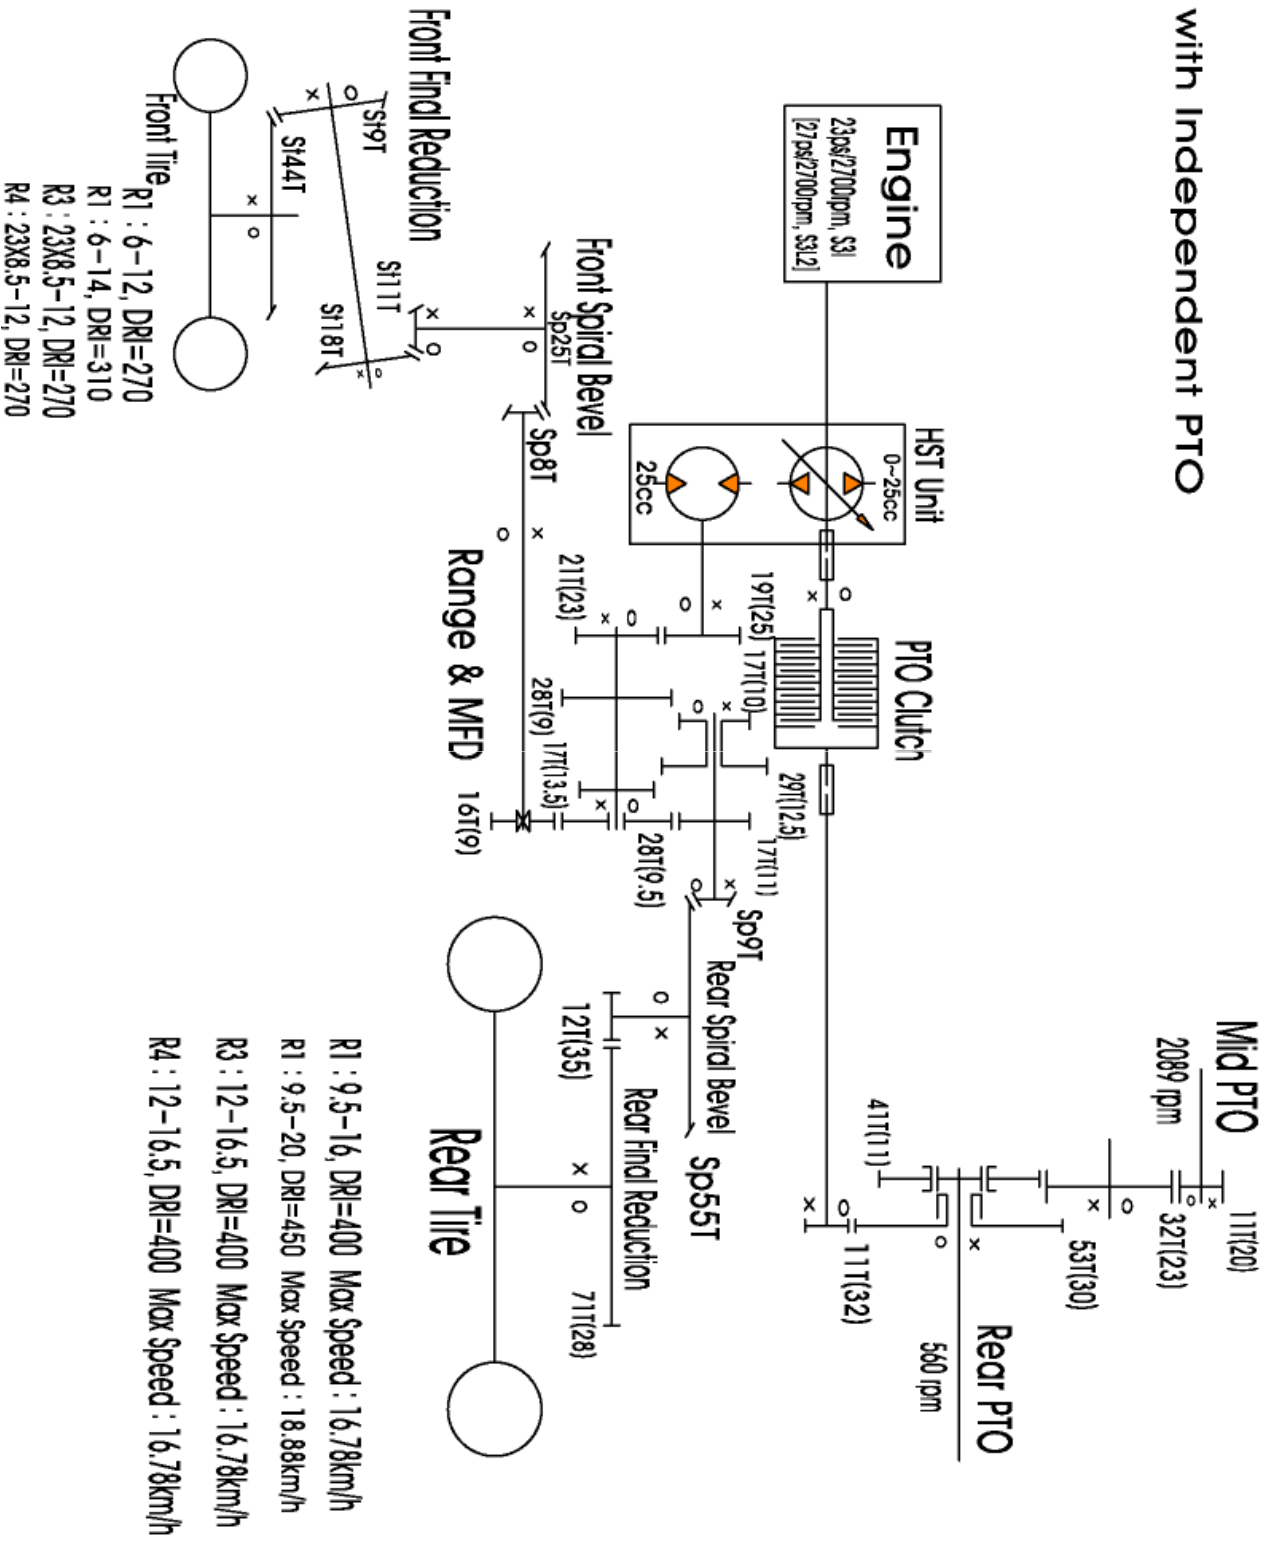 with Independent PTO
Engine
23ps/2700rpm, S3l
[27ps/2700rpm, S3L2]
HST Unit
0~25cc
25cc
PTO Clutch
Mid PTO
2089 rpm
11T(20)
32T(23)
53T(30)
41T(11)
11T(32)
Rear PTO
560 rpm
19T(25)
17T(10)
29T(12.5)
17T(11)
21T(23)
28T(9)
17T(13.5)
28T(9.5)
16T(9)
Range & MFD
Sp9T
Rear Spiral Bevel
Sp55T
12T(35)
Rear Final Reduction
71T(28)
Rear Tire
R1 : 9.5-16, DRI=400 Max Speed : 16.78km/h
R1 : 9.5-20, DRI=450 Max Speed : 18.88km/h
R3 : 12-16.5, DRI=400 Max Speed : 16.78km/h
R4 : 12-16.5, DRI=400 Max Speed : 16.78km/h
Front Spiral Bevel
Sp25T
Sp8T
Front Final Reduction
St9T
St11T
St18T
St44T
Front Tire
R1 : 6-12, DRI=270
R1 : 6-14, DRI=310
R3 : 23X8.5-12, DRI=270
R4 : 23X8.5-12, DRI=270